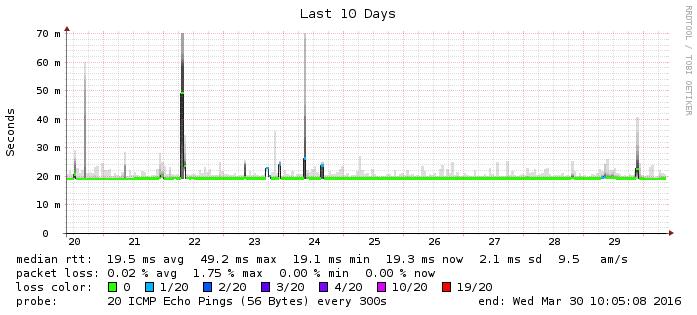 Last 10 Days
RRDTOOL / TOBI OETIKER
Seconds
70 m
60 m
50 m
40 m
30 m
20 m
10 m
0
20 21 22 23 24 25 26 27 28 29
median rtt: 19.5 ms avg 49.2 ms max 19.1 ms min 19.3 ms now 2.1 ms sd 9.5 am/s
packet loss: 0.02 % avg 1.75 % max 0.00 % min 0.00 % now
loss color: 0 1/20 2/20 3/20 4/20 10/20 19/20
probe: 20 ICMP Echo Pings (56 Bytes) every 300s end: Wed Mar 30 10:05:08 2016